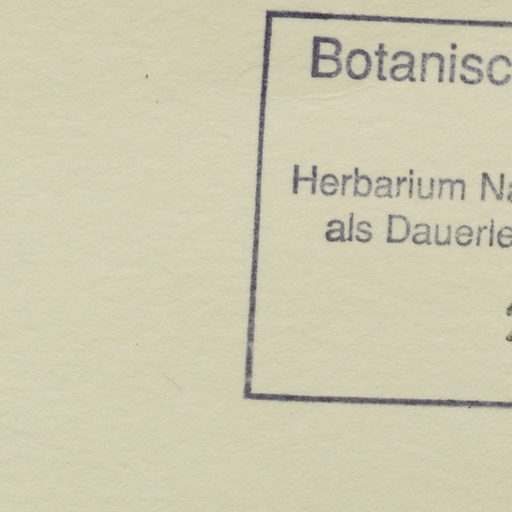 Botanisc
Herbarium Na
als Dauerle